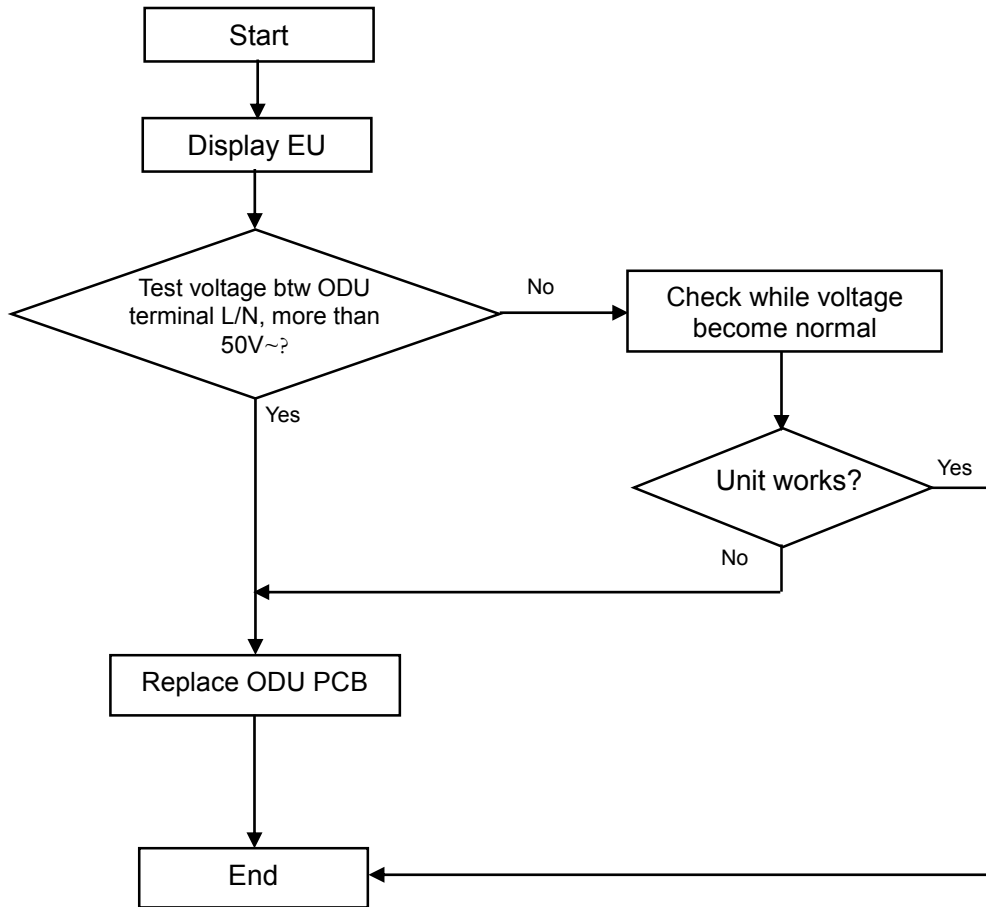 Start
Display EU
Test voltage btw ODU
terminal L/N, more than
50V~?
No
Check while voltage
become normal
Yes
Unit works?
Yes
No
Replace ODU PCB
End